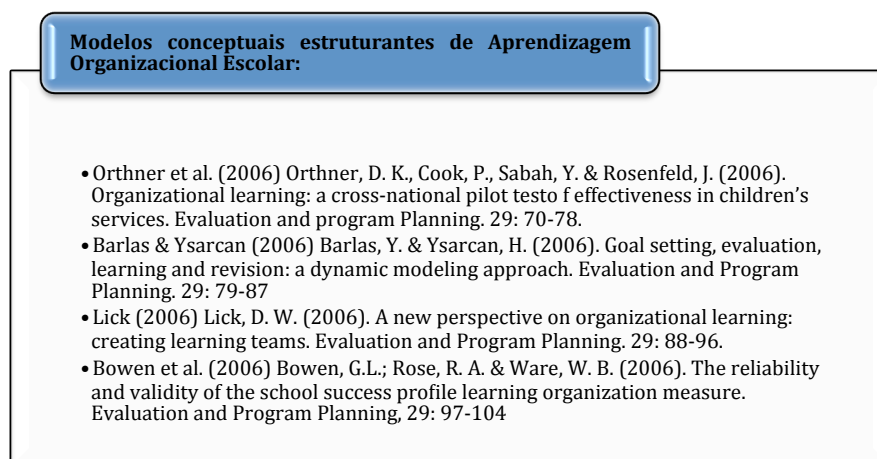 Modelos conceptuais estruturantes de Aprendizagem
Organizacional Escolar:
•Orthner et al. (2006) Orthner, D. K., Cook, P., Sabah, Y. & Rosenfeld, J. (2006).
Organizational learning: a cross-national pilot testo f effectiveness in children's
services. Evaluation and program Planning. 29: 70-78.
•Barlas & Ysarcan (2006) Barlas, Y. & Ysarcan, H. (2006). Goal setting, evaluation,
learning and revision: a dynamic modeling approach. Evaluation and Program
Planning. 29: 79-87
•Lick (2006) Lick, D. W. (2006). A new perspective on organizational learning:
creating learning teams. Evaluation and Program Planning. 29: 88-96.
•Bowen et al. (2006) Bowen, G.L.; Rose, R. A. & Ware, W. B. (2006). The reliability
and validity of the school success profile learning organization measure.
Evaluation and Program Planning, 29: 97-104